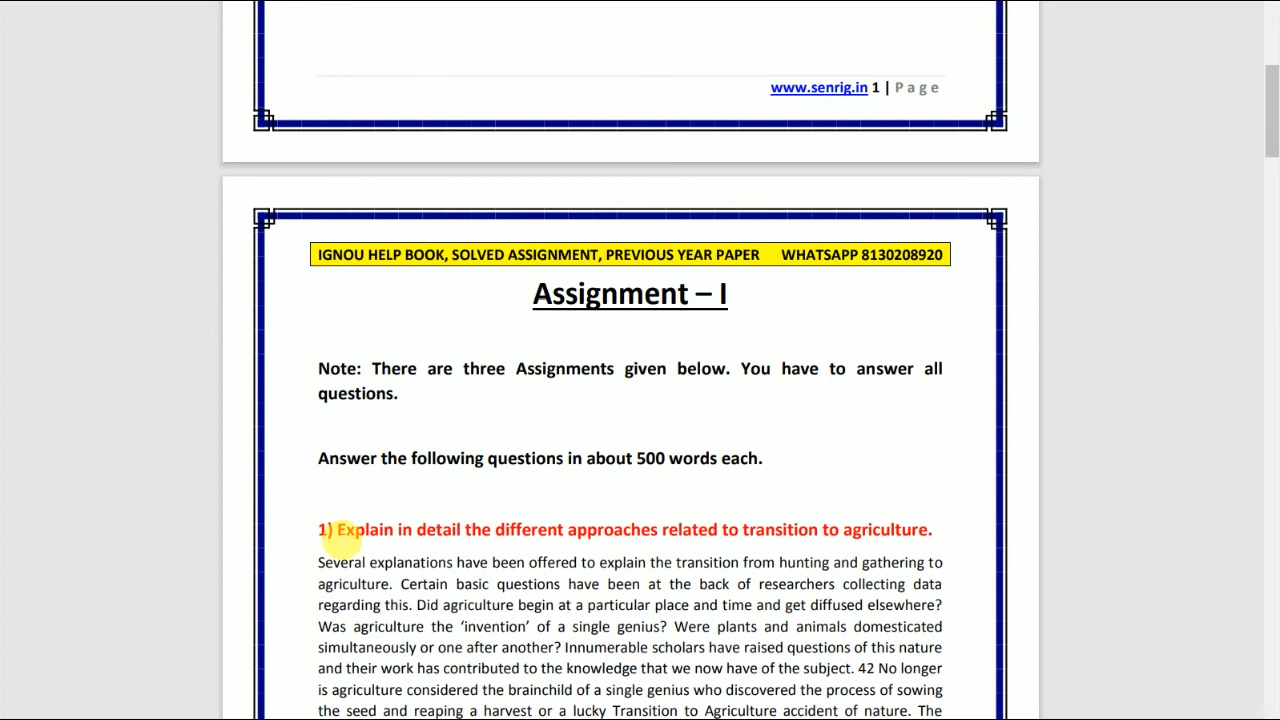 www.senrig.in 1 | P a g e
IGNOU HELP BOOK, SOLVED ASSIGNMENT, PREVIOUS YEAR PAPER WHATSAPP 8130208920
Assignment – I
Note: There are three Assignments given below. You have to answer all
questions.
Answer the following questions in about 500 words each.
1) Explain in detail the different approaches related to transition to agriculture.
Several explanations have been offered to explain the transition from hunting and gathering to
agriculture. Certain basic questions have been at the back of researchers collecting data
regarding this. Did agriculture begin at a particular place and time and get diffused elsewhere?
Was agriculture the ‘invention’ of a single genius? Were plants and animals domesticated
simultaneously or one after another? Innumerable scholars have raised questions of this nature
and their work has contributed to the knowledge that we now have of the subject. 42 No longer
is agriculture considered the brainchild of a single genius who discovered the process of sowing
the seed and reaping a harvest or a lucky Transition to Agriculture accident of nature. The